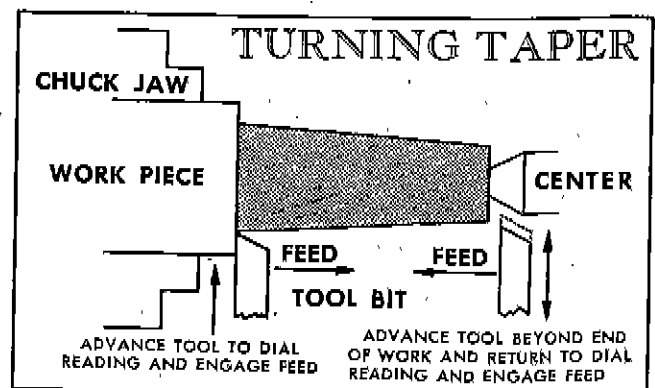 TURNING TAPER
CHUCK JAW
WORK PIECE
CENTER
FEED
FEED
TOOL BIT
ADVANCE TOOL TO DIAL
READING AND ENGAGE FEED
ADVANCE TOOL BEYOND END
OF WORK AND RETURN TO DIAL
READING AND ENGAGE FEED